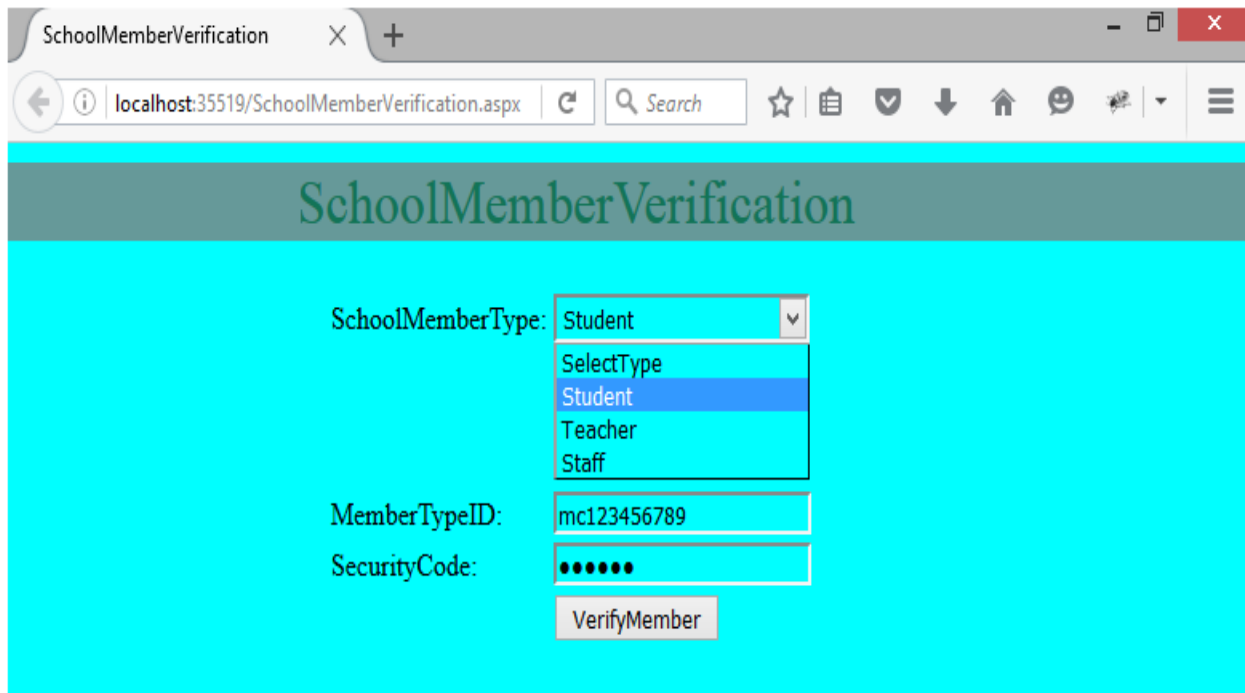 SchoolMemberVerification
localhost:35519/SchoolMemberVerification.aspx
Search
SchoolMemberVerification
SchoolMemberType: Student
SelectType
Student
Teacher
Staff
MemberTypeID: mc123456789
SecurityCode: ●●●●●●
VerifyMember